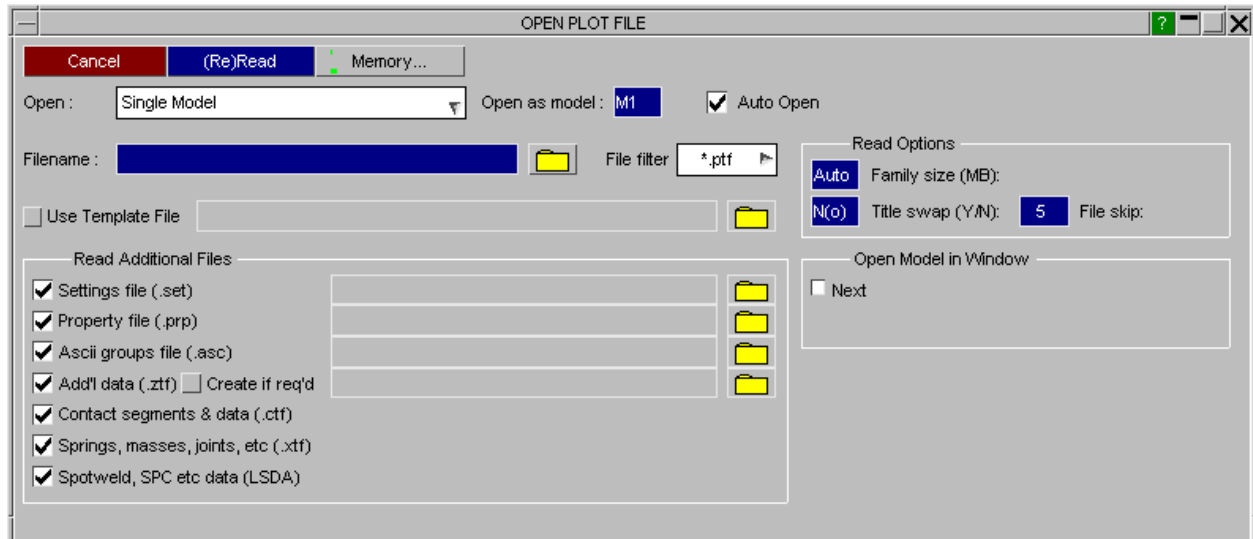 OPEN PLOT FILE ?
Cancel (Re)Read Memory...
Open : Single Model Open as model : M1 Auto Open
Filename : File filter *.ptf
Read Options
Auto Family size (MB):
N(o) Title swap (Y/N): 5 File skip:
Use Template File
Read Additional Files
Settings file (.set)
Property file (.prp)
Ascii groups file (.asc)
Add'l data (.ztf) Create if req'd
Contact segments & data (.ctf)
Springs, masses, joints, etc (.xtf)
Spotweld, SPC etc data (LSDA)
Open Model in Window
Next